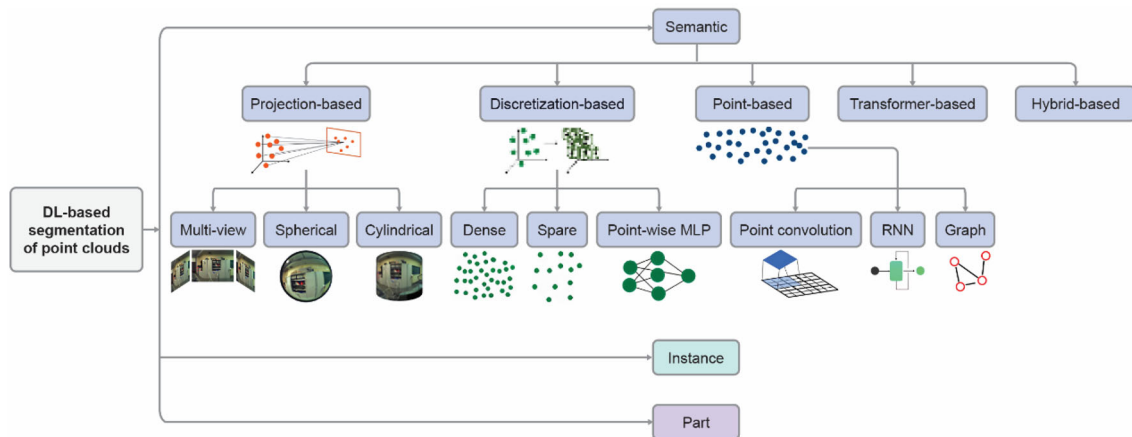 Semantic
Projection-based
Discretization-based
Point-based
Transformer-based
Hybrid-based
DL-based
segmentation
of point clouds
Multi-view
Spherical
Cylindrical
Dense
Spare
Point-wise MLP
Point convolution
RNN
Graph
Instance
Part